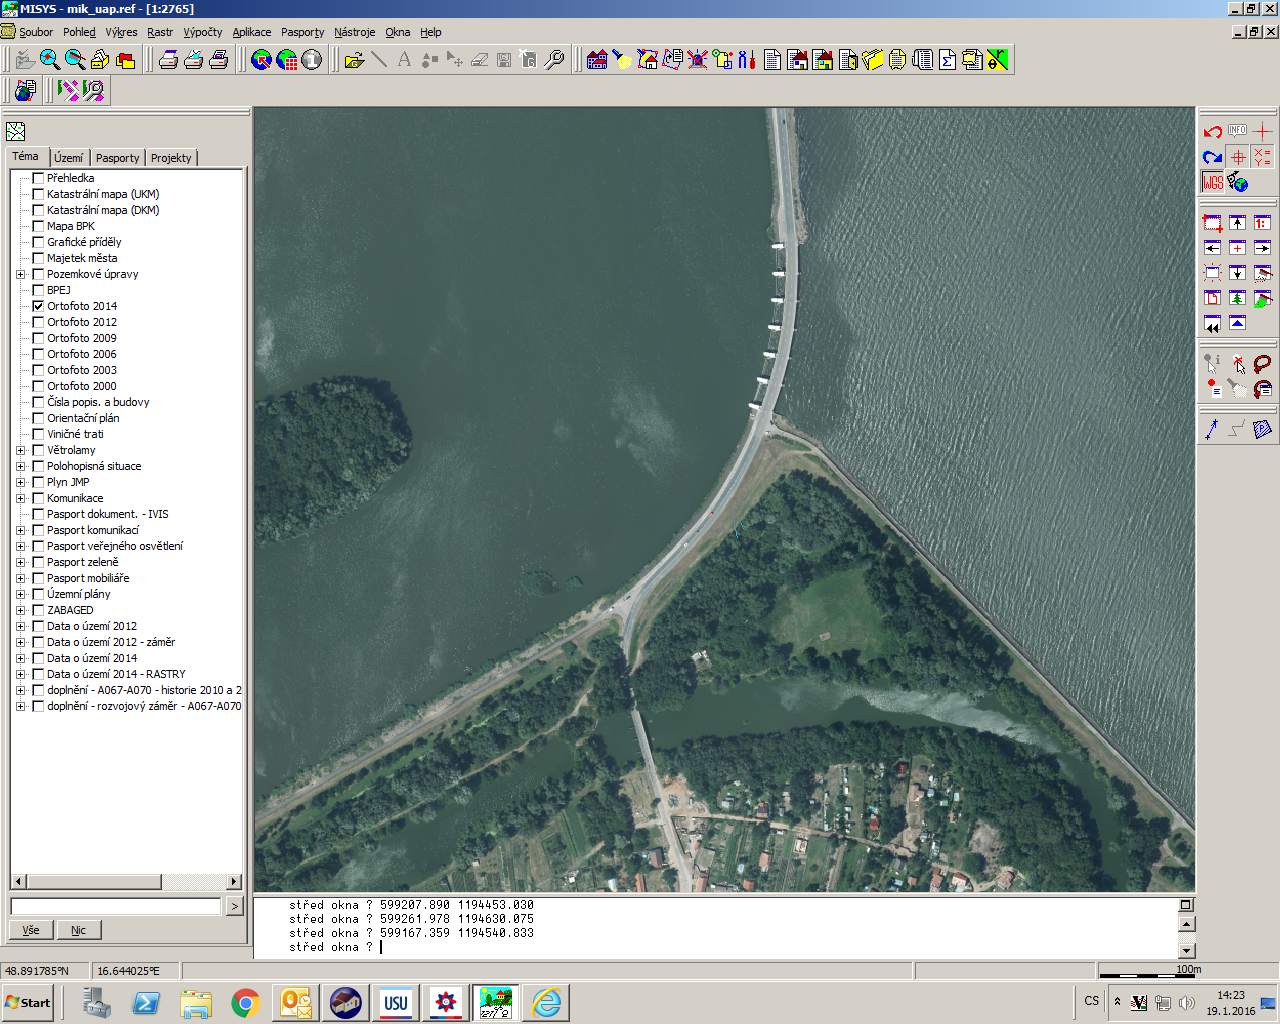 MISYS - mik_uap.ref - [1:2765]
Soubor Pohled Výkres Rastr Výpočty Aplikace Pasporty Nástroje Okna Help
Téma Území Pasporty Projekty
Přehledka
Katastrální mapa (UKM)
Katastrální mapa (DKM)
Mapa BPK
Grafické příděly
Majetek města
Pozemkové úpravy
BPEJ
Ortofoto 2014
Ortofoto 2012
Ortofoto 2009
Ortofoto 2006
Ortofoto 2003
Ortofoto 2000
Čísla popis. a budovy
Orientační plán
Viničné trati
Větrolamy
Polohopisná situace
Plyn JMP
Komunikace
Pasport dokument. - IVIS
Pasport komunikací
Pasport veřejného osvětlení
Pasport zeleně
Pasport mobiliáře
Územní plány
ZABAGED
Data o území 2012
Data o území 2012 - záměr
Data o území 2014
Data o území 2014 - RASTRY
doplnění - A067-A070 - historie 2010 a 2
doplnění - rozvojový záměr - A067-A070
>
Vše Nic
INFO
X=
Y=
WGS
1:
střed okna ? 599207.890 1194453.030
střed okna ? 599261.978 1194630.075
střed okna ? 599167.359 1194540.833
střed okna ?
48.891785°N 16.644025°E 100m
Start USU CS 14:23
19.1.2016